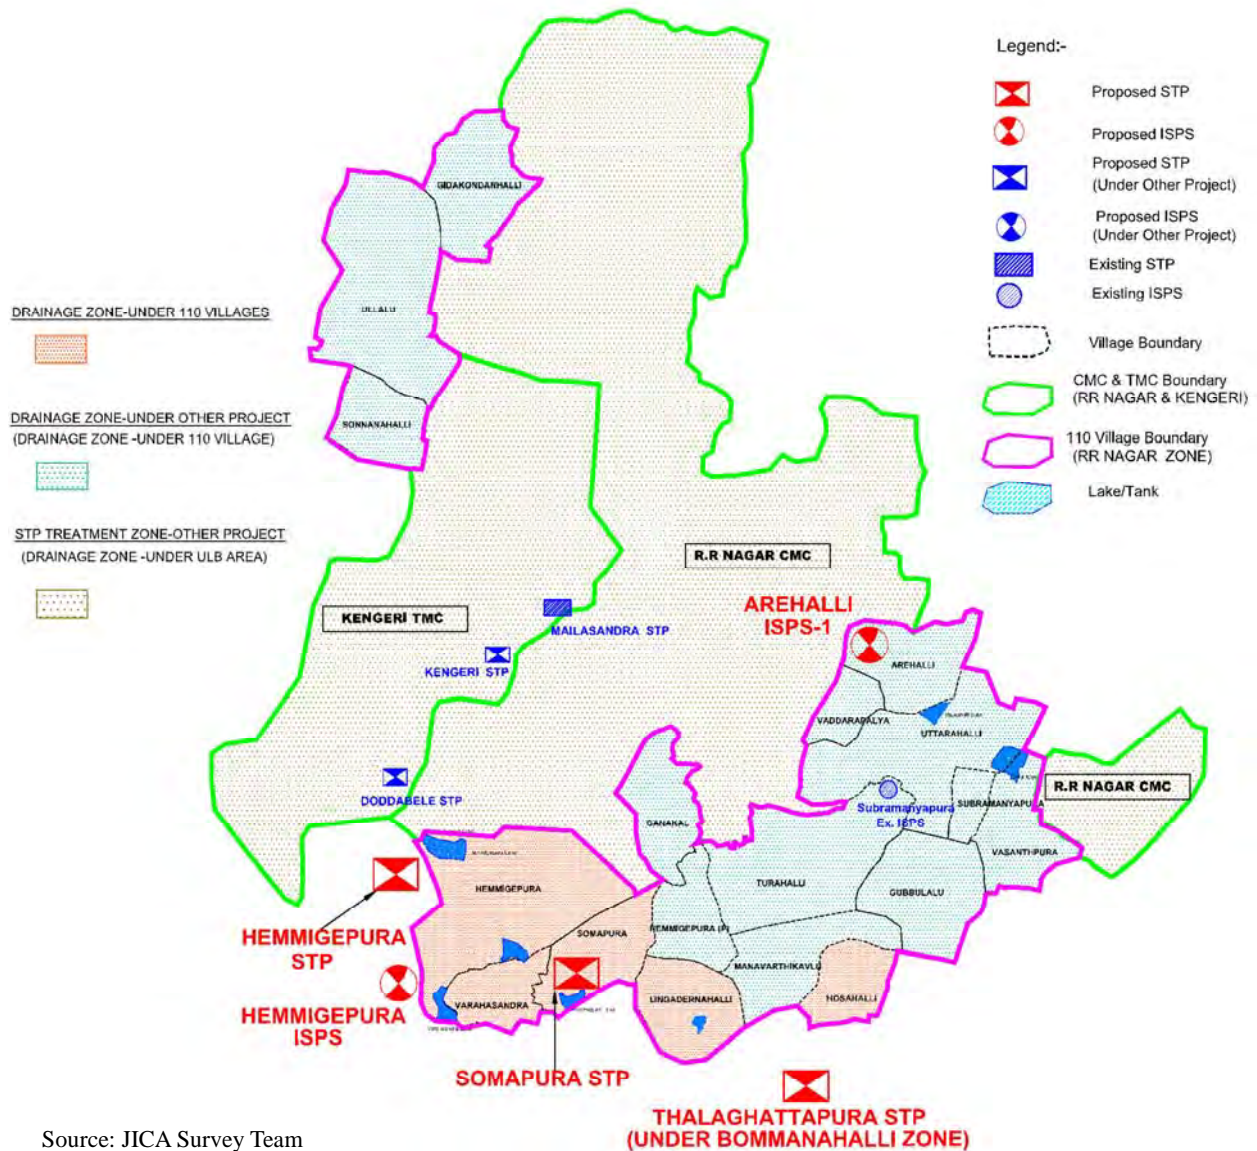 Legend:-
Proposed STP
Proposed ISPS
Proposed STP
(Under Other Project)
Proposed ISPS
(Under Other Project)
Existing STP
Existing ISPS
Village Boundary
CMC & TMC Boundary
(RR NAGAR & KENGERI)
110 Village Boundary
(RR NAGAR ZONE)
Lake/Tank
DRAINAGE ZONE-UNDER 110 VILLAGES
DRAINAGE ZONE-UNDER OTHER PROJECT
(DRAINAGE ZONE -UNDER 110 VILLAGE)
STP TREATMENT ZONE-OTHER PROJECT
(DRAINAGE ZONE -UNDER ULB AREA)
GIDAKONDANHALLI
ULLALU
SONNANAHALLI
R.R NAGAR CMC
KENGERI TMC
MAILASANDRA STP
KENGERI STP
DODDABELE STP
AREHALLI
ISPS-1
AREHALLI
VADDARAPALYA
UTTARAHALLI
Subramanyapura
Ex. ISPS
SUBRAMANYAPURA
R.R NAGAR CMC
VASANTHPURA
GANAKAL
TURAHALLI
GUBBULALU
HEMMIGEPURA
SOMAPURA
HEMMIGEPURA (P)
MANAVARTHIKAVLU
VARAHASANDRA
LINGADERNAHALLI
HOSAHALLI
HEMMIGEPURA
STP
HEMMIGEPURA
ISPS
SOMAPURA STP
THALAGHATTAPURA STP
(UNDER BOMMANAHALLI ZONE)
Source: JICA Survey Team